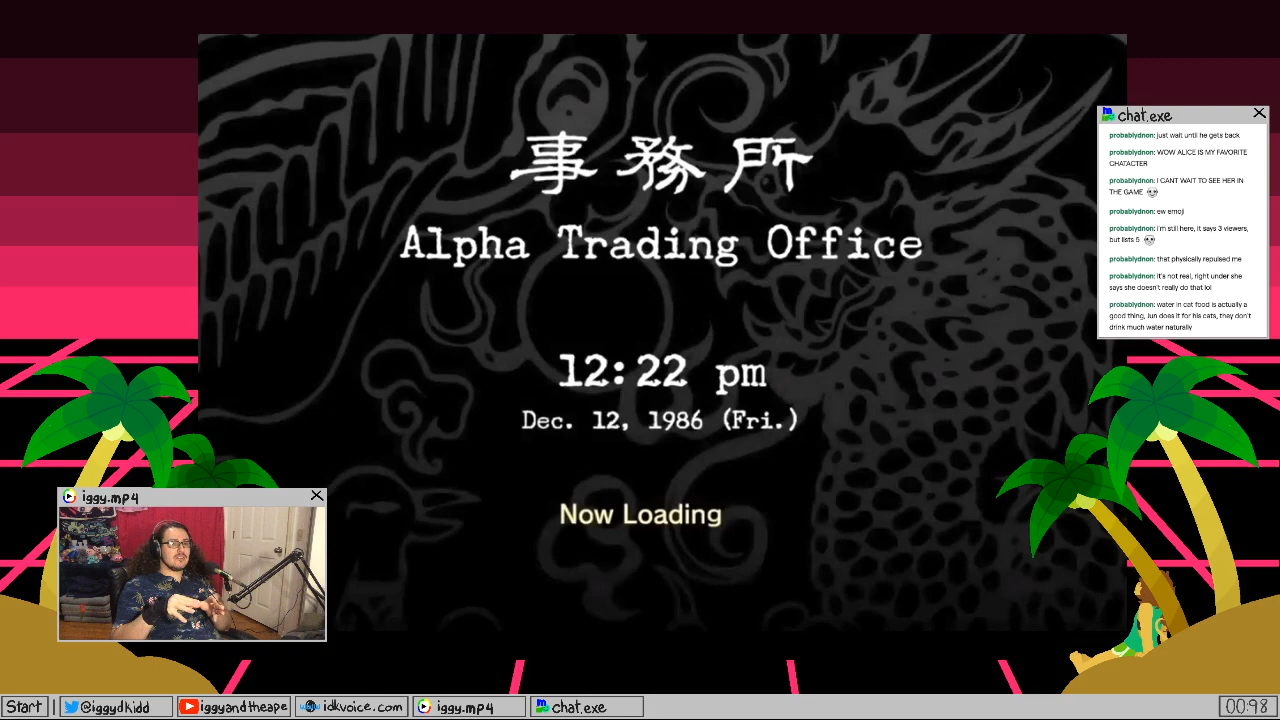 事務所
Alpha Trading Office
12:22 pm
Dec. 12, 1986 (Fri.)
Now Loading
chat.exe
probablydnon: just wait until he gets back
probablydnon: WOW ALICE IS MY FAVORITE
CHATACTER
probablydnon: I CANT WAIT TO SEE HER IN
THE GAME
probablydnon: ew emoji
probablydnon: i'm still here, it says 3 viewers,
but lists 5
probablydnon: that physically repulsed me
probablydnon: it's not real, right under she
says she doesn't really do that lol
probablydnon: water in cat food is actually a
good thing, Jun does it for his cats, they don't
drink much water naturally
iggy.mp4
Start
@iggydkidd
iggyandtheape
www idkvoice.com
iggy.mp4
chat.exe
00:98